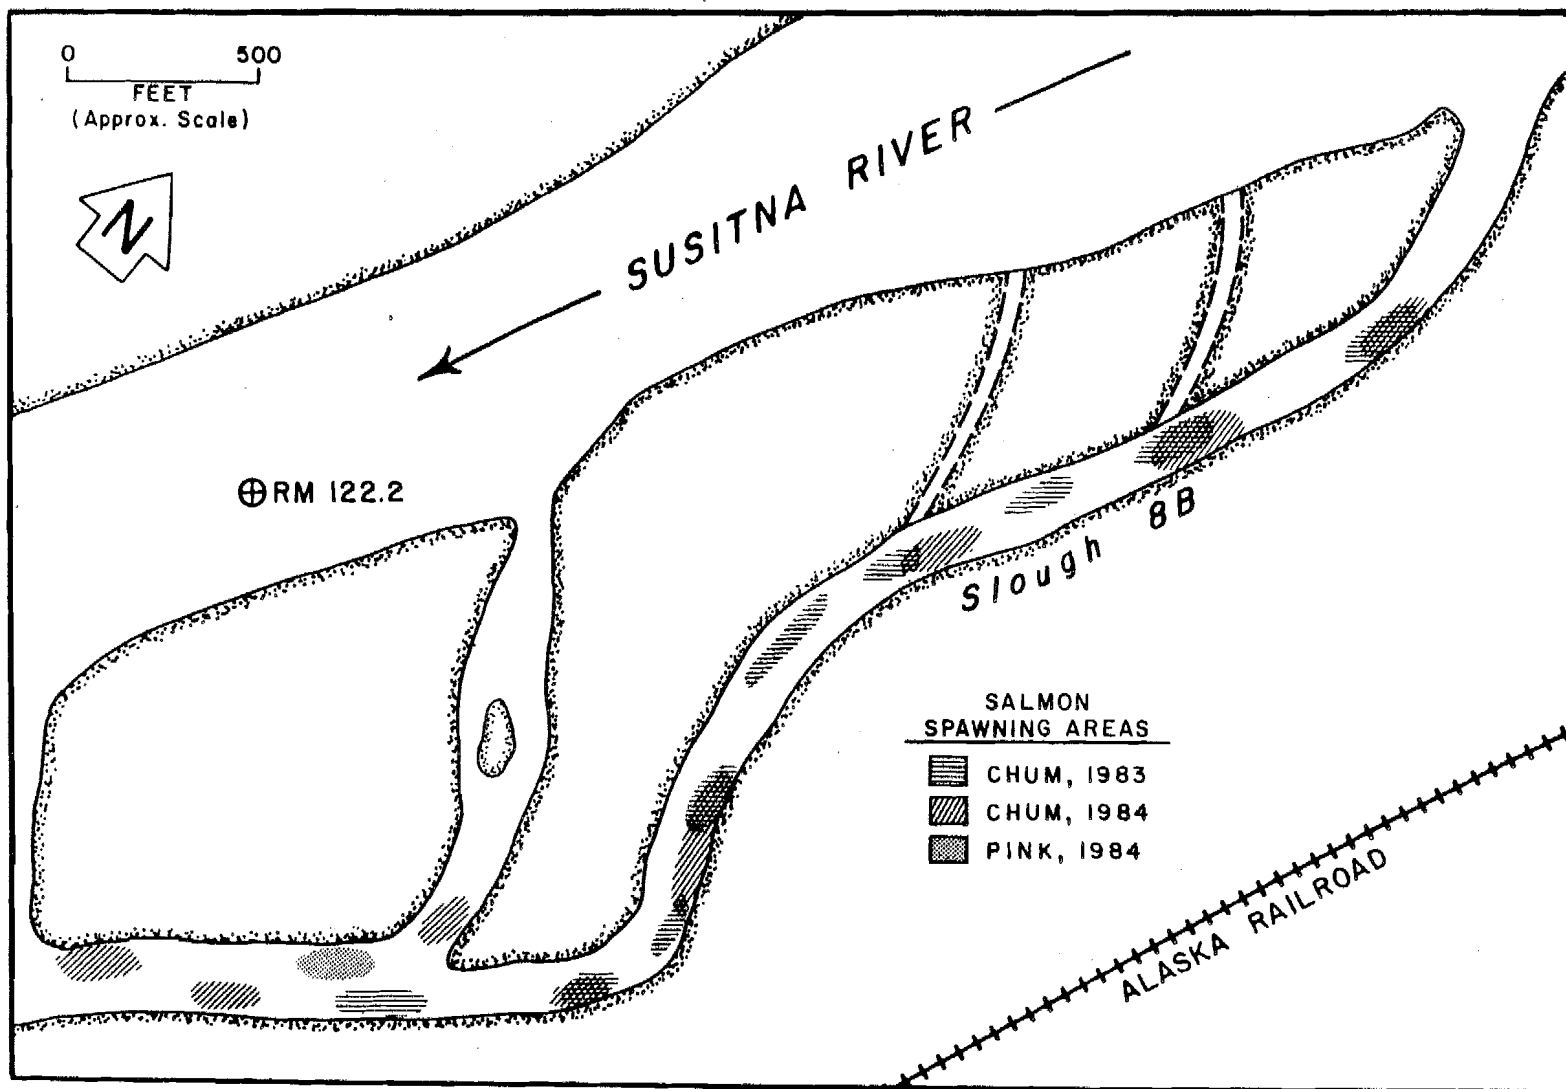 0 500
FEET
(Approx. Scale)
N
SUSITNA RIVER
⊕RM 122.2
Slough 8B
SALMON
SPAWNING AREAS
CHUM, 1983
CHUM, 1984
PINK, 1984
ALASKA RAILROAD